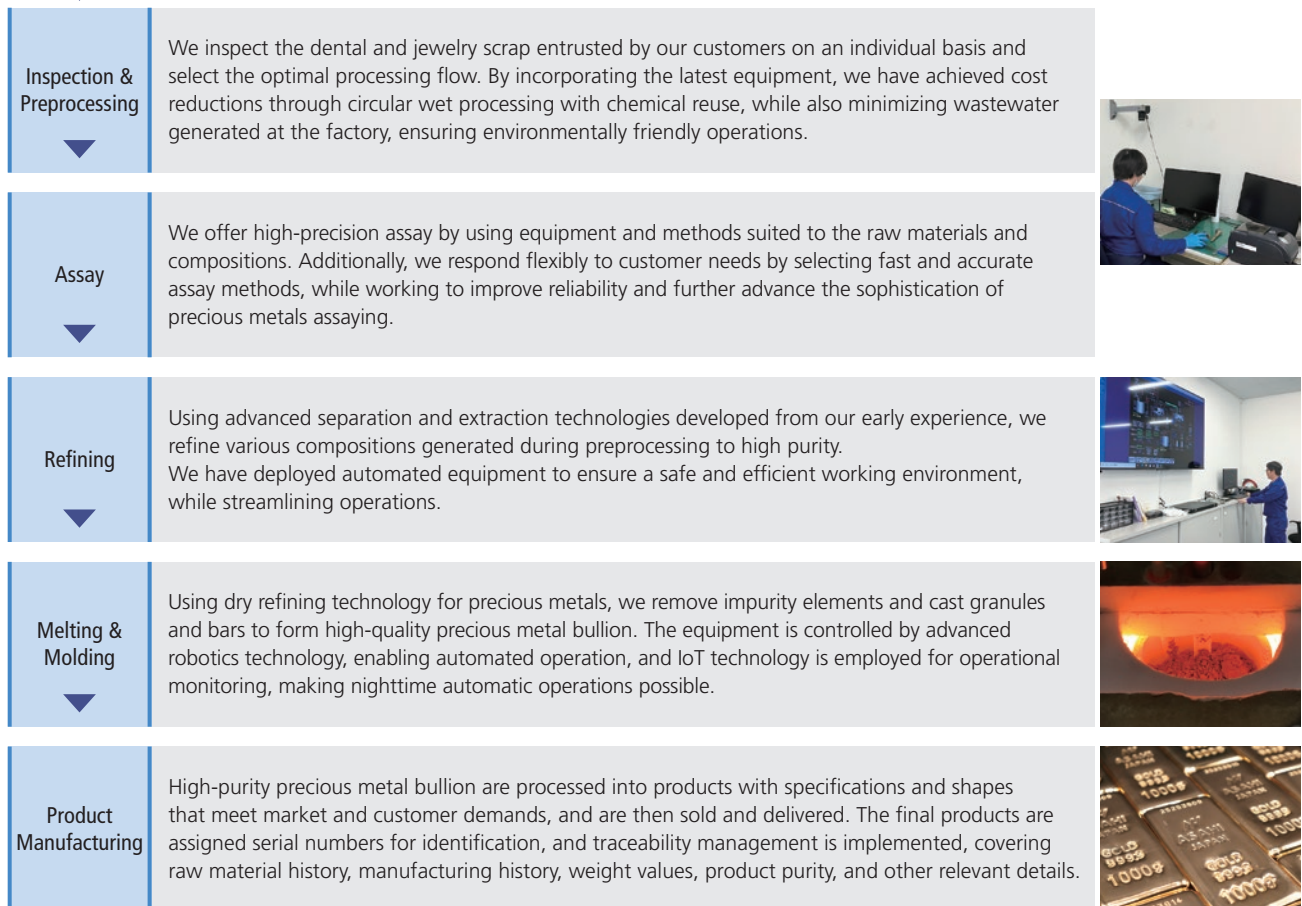 Inspection &
Preprocessing
We inspect the dental and jewelry scrap entrusted by our customers on an individual basis and
select the optimal processing flow. By incorporating the latest equipment, we have achieved cost
reductions through circular wet processing with chemical reuse, while also minimizing wastewater
generated at the factory, ensuring environmentally friendly operations.
Assay
We offer high-precision assay by using equipment and methods suited to the raw materials and
compositions. Additionally, we respond flexibly to customer needs by selecting fast and accurate
assay methods, while working to improve reliability and further advance the sophistication of
precious metals assaying.
Refining
Using advanced separation and extraction technologies developed from our early experience, we
refine various compositions generated during preprocessing to high purity.
We have deployed automated equipment to ensure a safe and efficient working environment,
while streamlining operations.
Melting &
Molding
Using dry refining technology for precious metals, we remove impurity elements and cast granules
and bars to form high-quality precious metal bullion. The equipment is controlled by advanced
robotics technology, enabling automated operation, and IoT technology is employed for operational
monitoring, making nighttime automatic operations possible.
Product
Manufacturing
High-purity precious metal bullion are processed into products with specifications and shapes
that meet market and customer demands, and are then sold and delivered. The final products are
assigned serial numbers for identification, and traceability management is implemented, covering
raw material history, manufacturing history, weight values, product purity, and other relevant details.
GOLD
1000g
ASAHI
JAPAN
GOLD
1000g
JAPAN
GOLD
1000g
GOLD
1000g